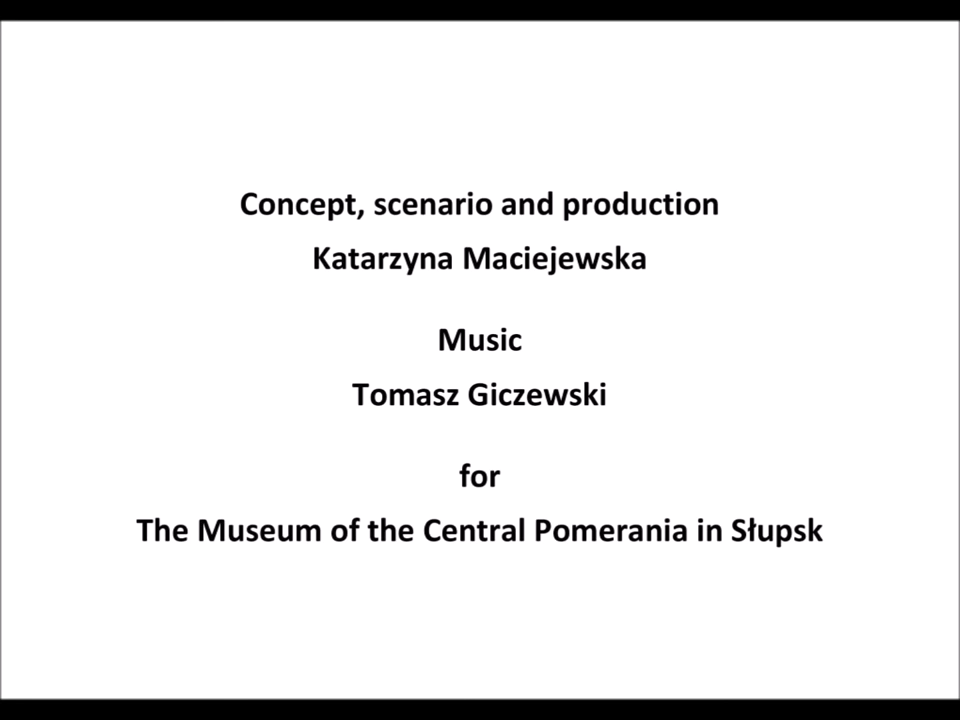 Concept, scenario and production
Katarzyna Maciejewska
Music
Tomasz Giczewski
for
The Museum of the Central Pomerania in Słupsk